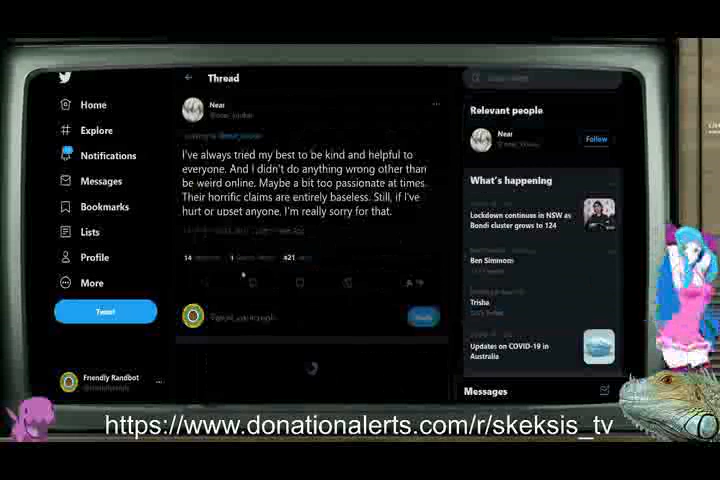 Thread
Home
Explore
Notifications
Messages
Bookmarks
Lists
Profile
More
Tweet
Friendly Randbot
Near
I've always tried my best to be kind and helpful to
everyone. And I didn't do anything wrong other than
be weird online. Maybe a bit too passionate at times.
Their horrific claims are entirely baseless. Still, if I've
hurt or upset anyone. I'm really sorry for that.
14
1
421
Reply
Relevant people
Near
Follow
What's happening
Lockdown continues in NSW as
Bondi cluster grows to 124
Ben Simmons
Trisha
Updates on COVID-19 in
Australia
Messages
https://www.donationalerts.com/r/skeksis_tv